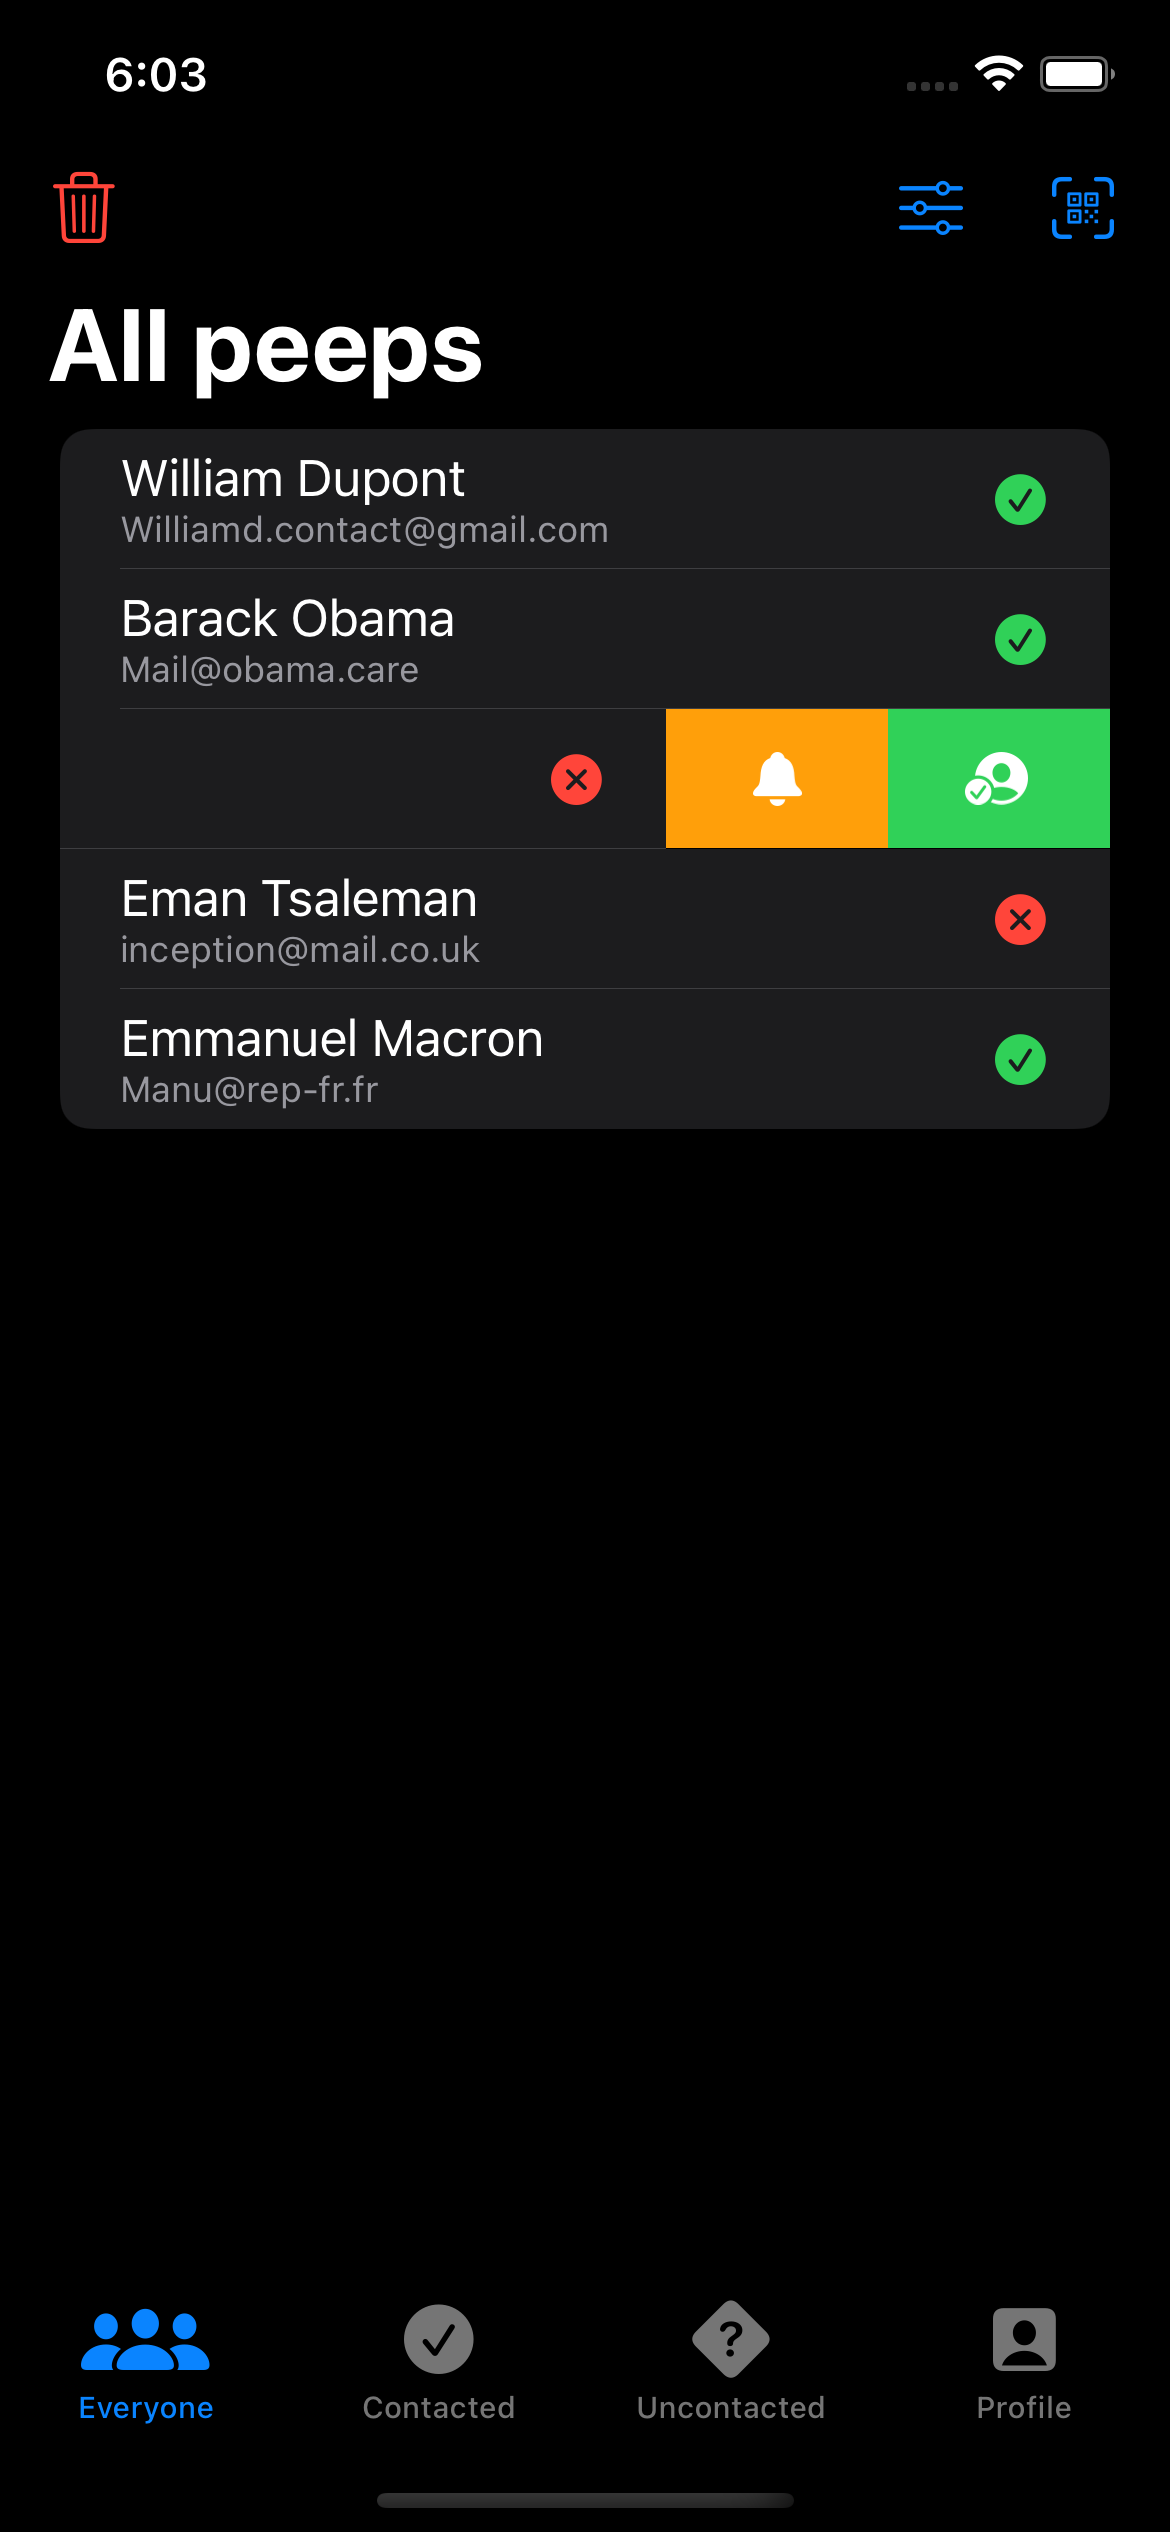 6:03
All peeps
William Dupont
Williamd.contact@gmail.com
Barack Obama
Mail@obama.care
Eman Tsaleman
inception@mail.co.uk
Emmanuel Macron
Manu@rep-fr.fr
Everyone
Contacted
Uncontacted
Profile